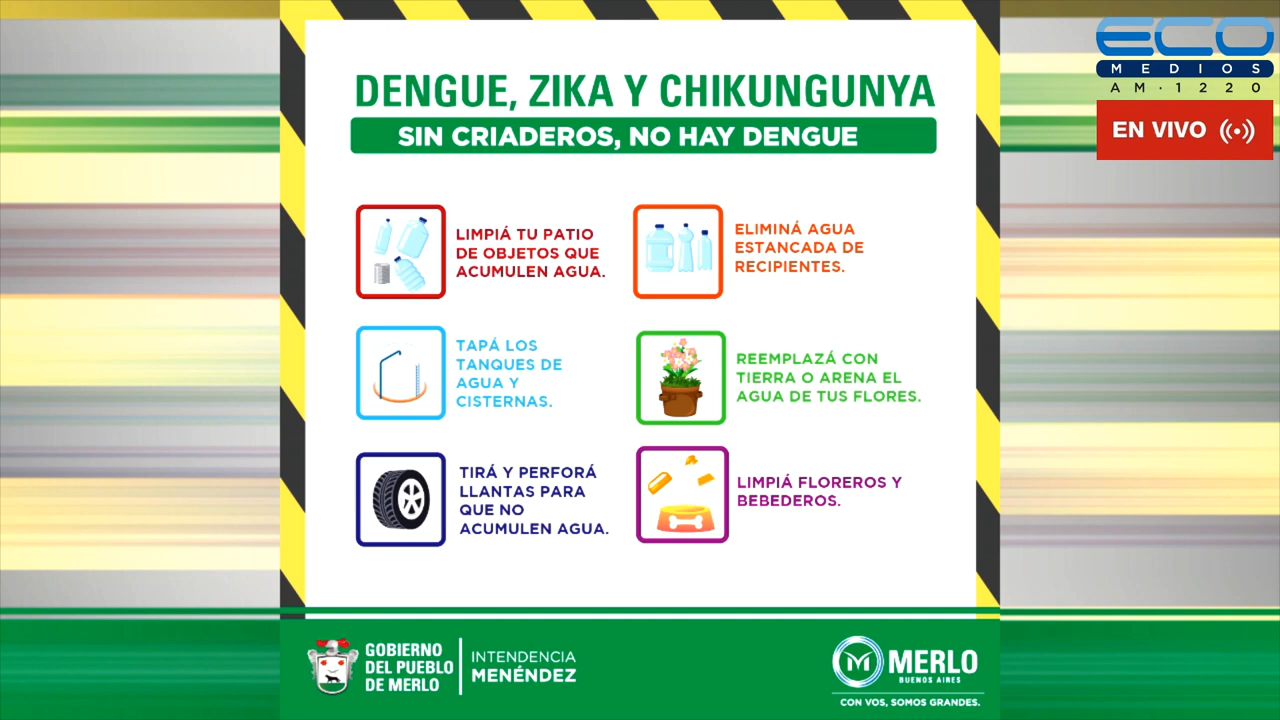 ECO
MEDIOS
AM·1220
EN VIVO
DENGUE, ZIKA Y CHIKUNGUNYA
SIN CRIADEROS, NO HAY DENGUE
LIMPIÁ TU PATIO
DE OBJETOS QUE
ACUMULEN AGUA.
ELIMINÁ AGUA
ESTANCADA DE
RECIPIENTES.
TAPÁ LOS
TANQUES DE
AGUA Y
CISTERNAS.
REEMPLAZÁ CON
TIERRA O ARENA EL
AGUA DE TUS FLORES.
TIRÁ Y PERFORÁ
LLANTAS PARA
QUE NO
ACUMULEN AGUA.
LIMPIÁ FLOREROS Y
BEBEDEROS.
GOBIERNO
DEL PUEBLO
DE MERLO
INTENDENCIA
MENÉNDEZ
MERLO
BUENOS AIRES
CON VOS, SOMOS GRANDES.